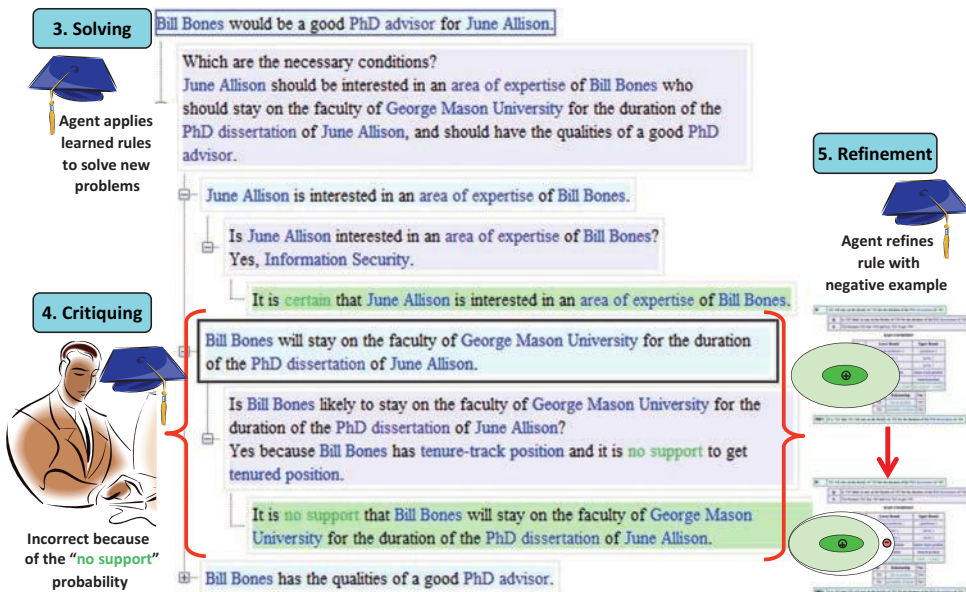 3. Solving
Bill Bones would be a good PhD advisor for June Allison.
Agent applies
learned rules
to solve new
problems
Which are the necessary conditions?
June Allison should be interested in an area of expertise of Bill Bones who
should stay on the faculty of George Mason University for the duration of the
PhD dissertation of June Allison, and should have the qualities of a good PhD
advisor.
June Allison is interested in an area of expertise of Bill Bones.
Is June Allison interested in an area of expertise of Bill Bones?
Yes, Information Security.
It is certain that June Allison is interested in an area of expertise of Bill Bones.
4. Critiquing
Bill Bones will stay on the faculty of George Mason University for the duration
of the PhD dissertation of June Allison.
Is Bill Bones likely to stay on the faculty of George Mason University for the
duration of the PhD dissertation of June Allison?
Yes because Bill Bones has tenure-track position and it is no support to get
tenured position.
It is no support that Bill Bones will stay on the faculty of George Mason
University for the duration of the PhD dissertation of June Allison.
Incorrect because
of the “no support”
probability
Bill Bones has the qualities of a good PhD advisor.
5. Refinement
Agent refines
rule with
negative example